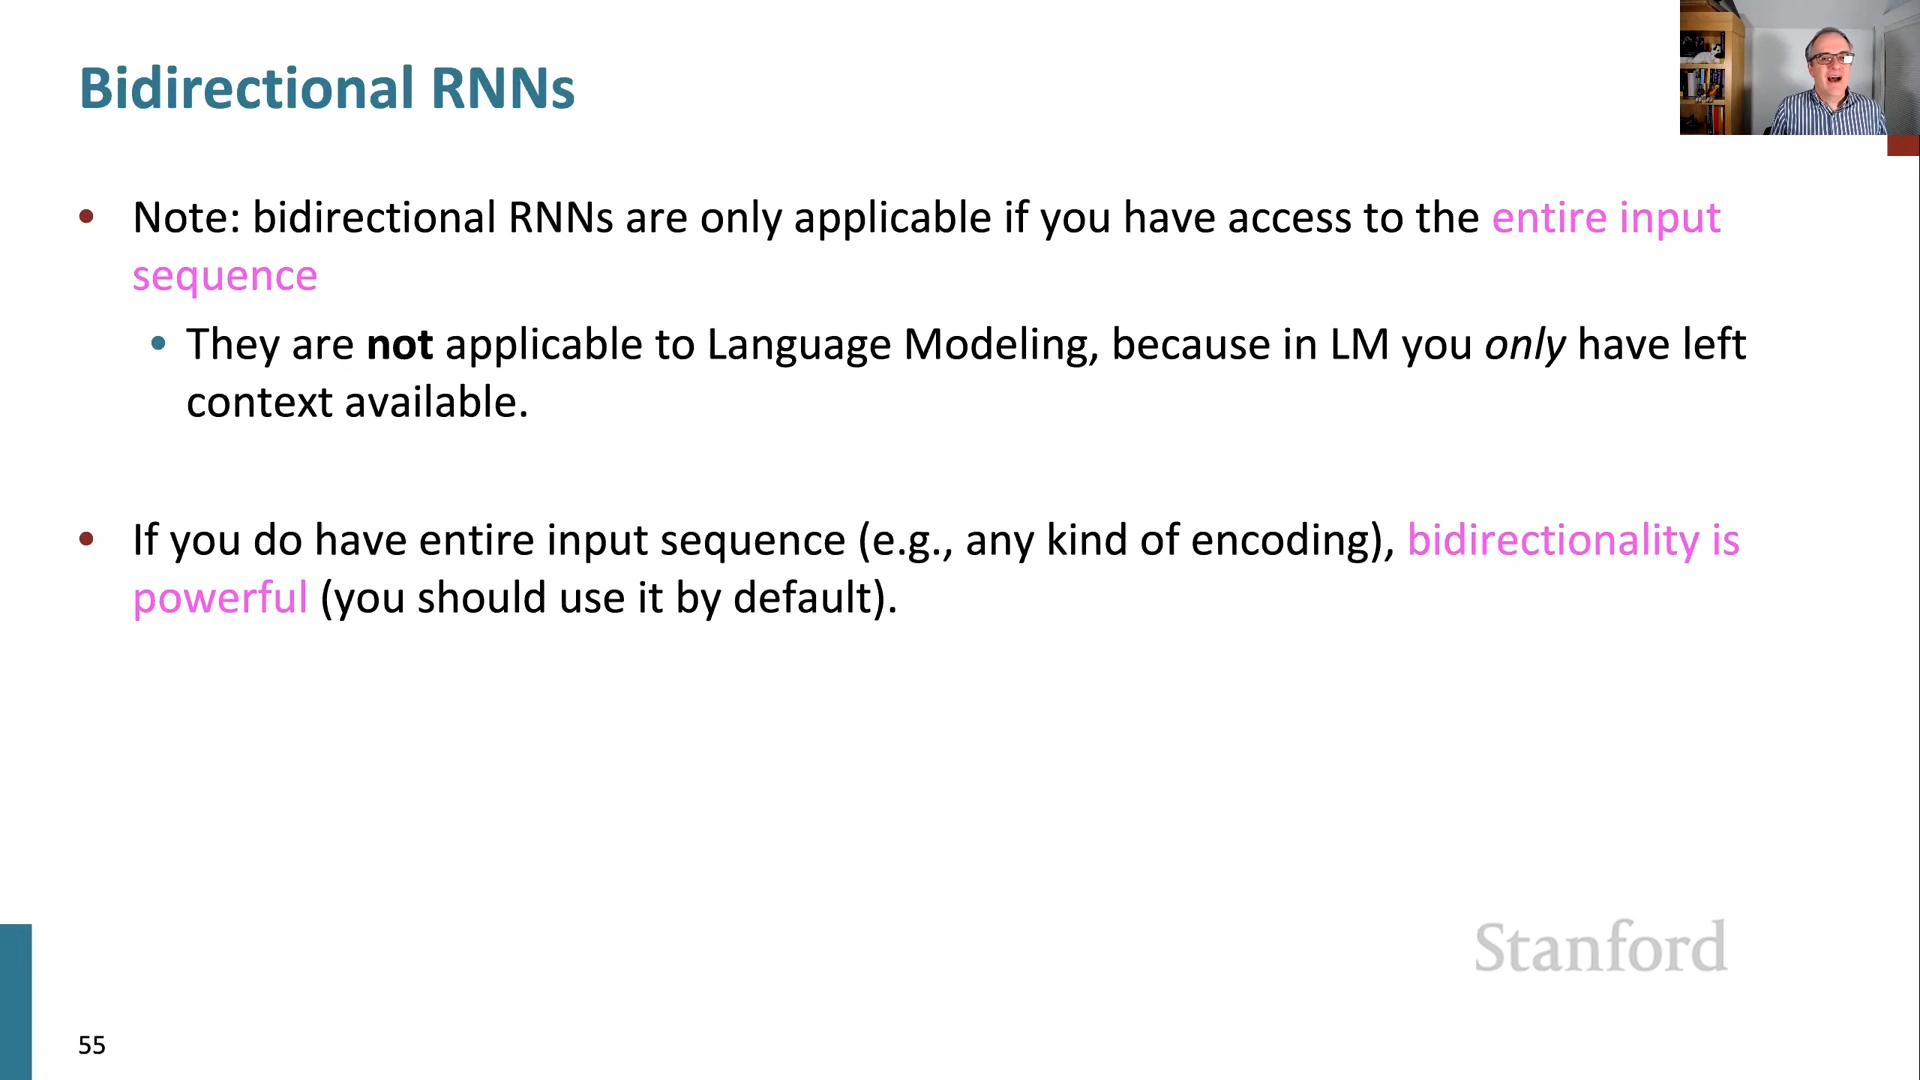 Bidirectional RNNs
• Note: bidirectional RNNs are only applicable if you have access to the entire input
sequence
• They are not applicable to Language Modeling, because in LM you only have left
context available.
• If you do have entire input sequence (e.g., any kind of encoding), bidirectionality is
powerful (you should use it by default).
Stanford
55